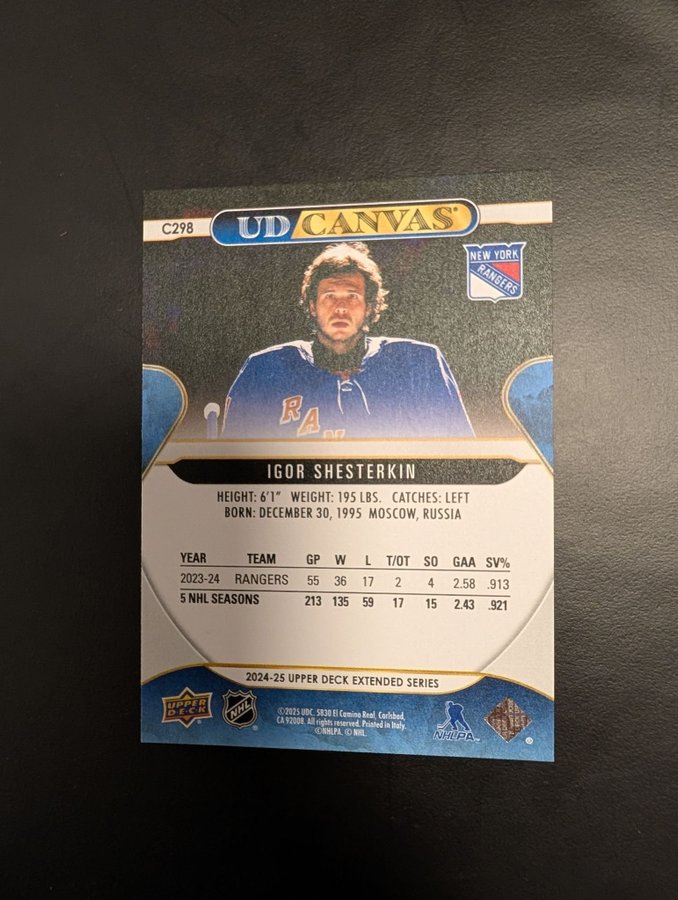 C298
UD CANVAS
NEW YORK
RANGERS
RAN
IGOR SHESTERKIN
HEIGHT: 6'1" WEIGHT: 195 LBS. CATCHES: LEFT
BORN: DECEMBER 30, 1995 MOSCOW, RUSSIA
YEAR TEAM GP W L T/OT SO GAA SV%
2023-24 RANGERS 55 36 17 2 4 2.58 .913
5 NHL SEASONS 213 135 59 17 15 2.43 .921
2024-25 UPPER DECK EXTENDED SERIES
UPPER
DECK
NHL
©2025 UDC. 5830 El Camino Real, Carlsbad,
CA 92008. All rights reserved. Printed in Italy.
©NHLPA. © NHL.
NHLPA